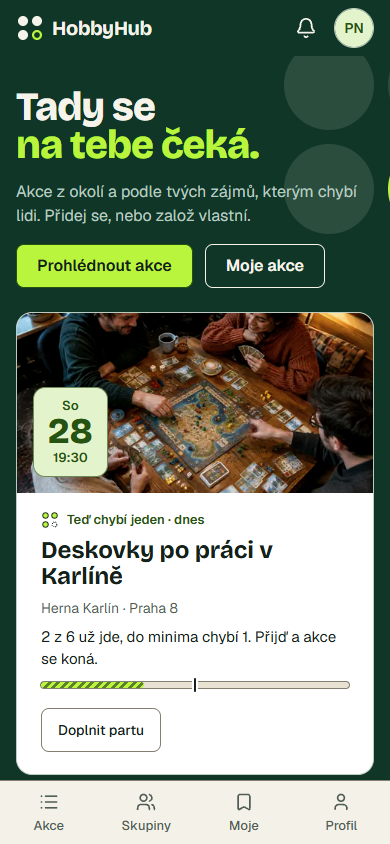 HobbyHub
PN
Tady se
na tebe čeká.
Akce z okolí a podle tvých zájmů, kterým chybí
lidi. Přidej se, nebo založ vlastní.
Prohlédnout akce
Moje akce
So
28
19:30
Teď chybí jeden · dnes
Deskovky po práci v
Karlíně
Herna Karlín · Praha 8
2 z 6 už jde, do minima chybí 1. Přijď a akce
se koná.
Doplnit partu
Akce
Skupiny
Moje
Profil